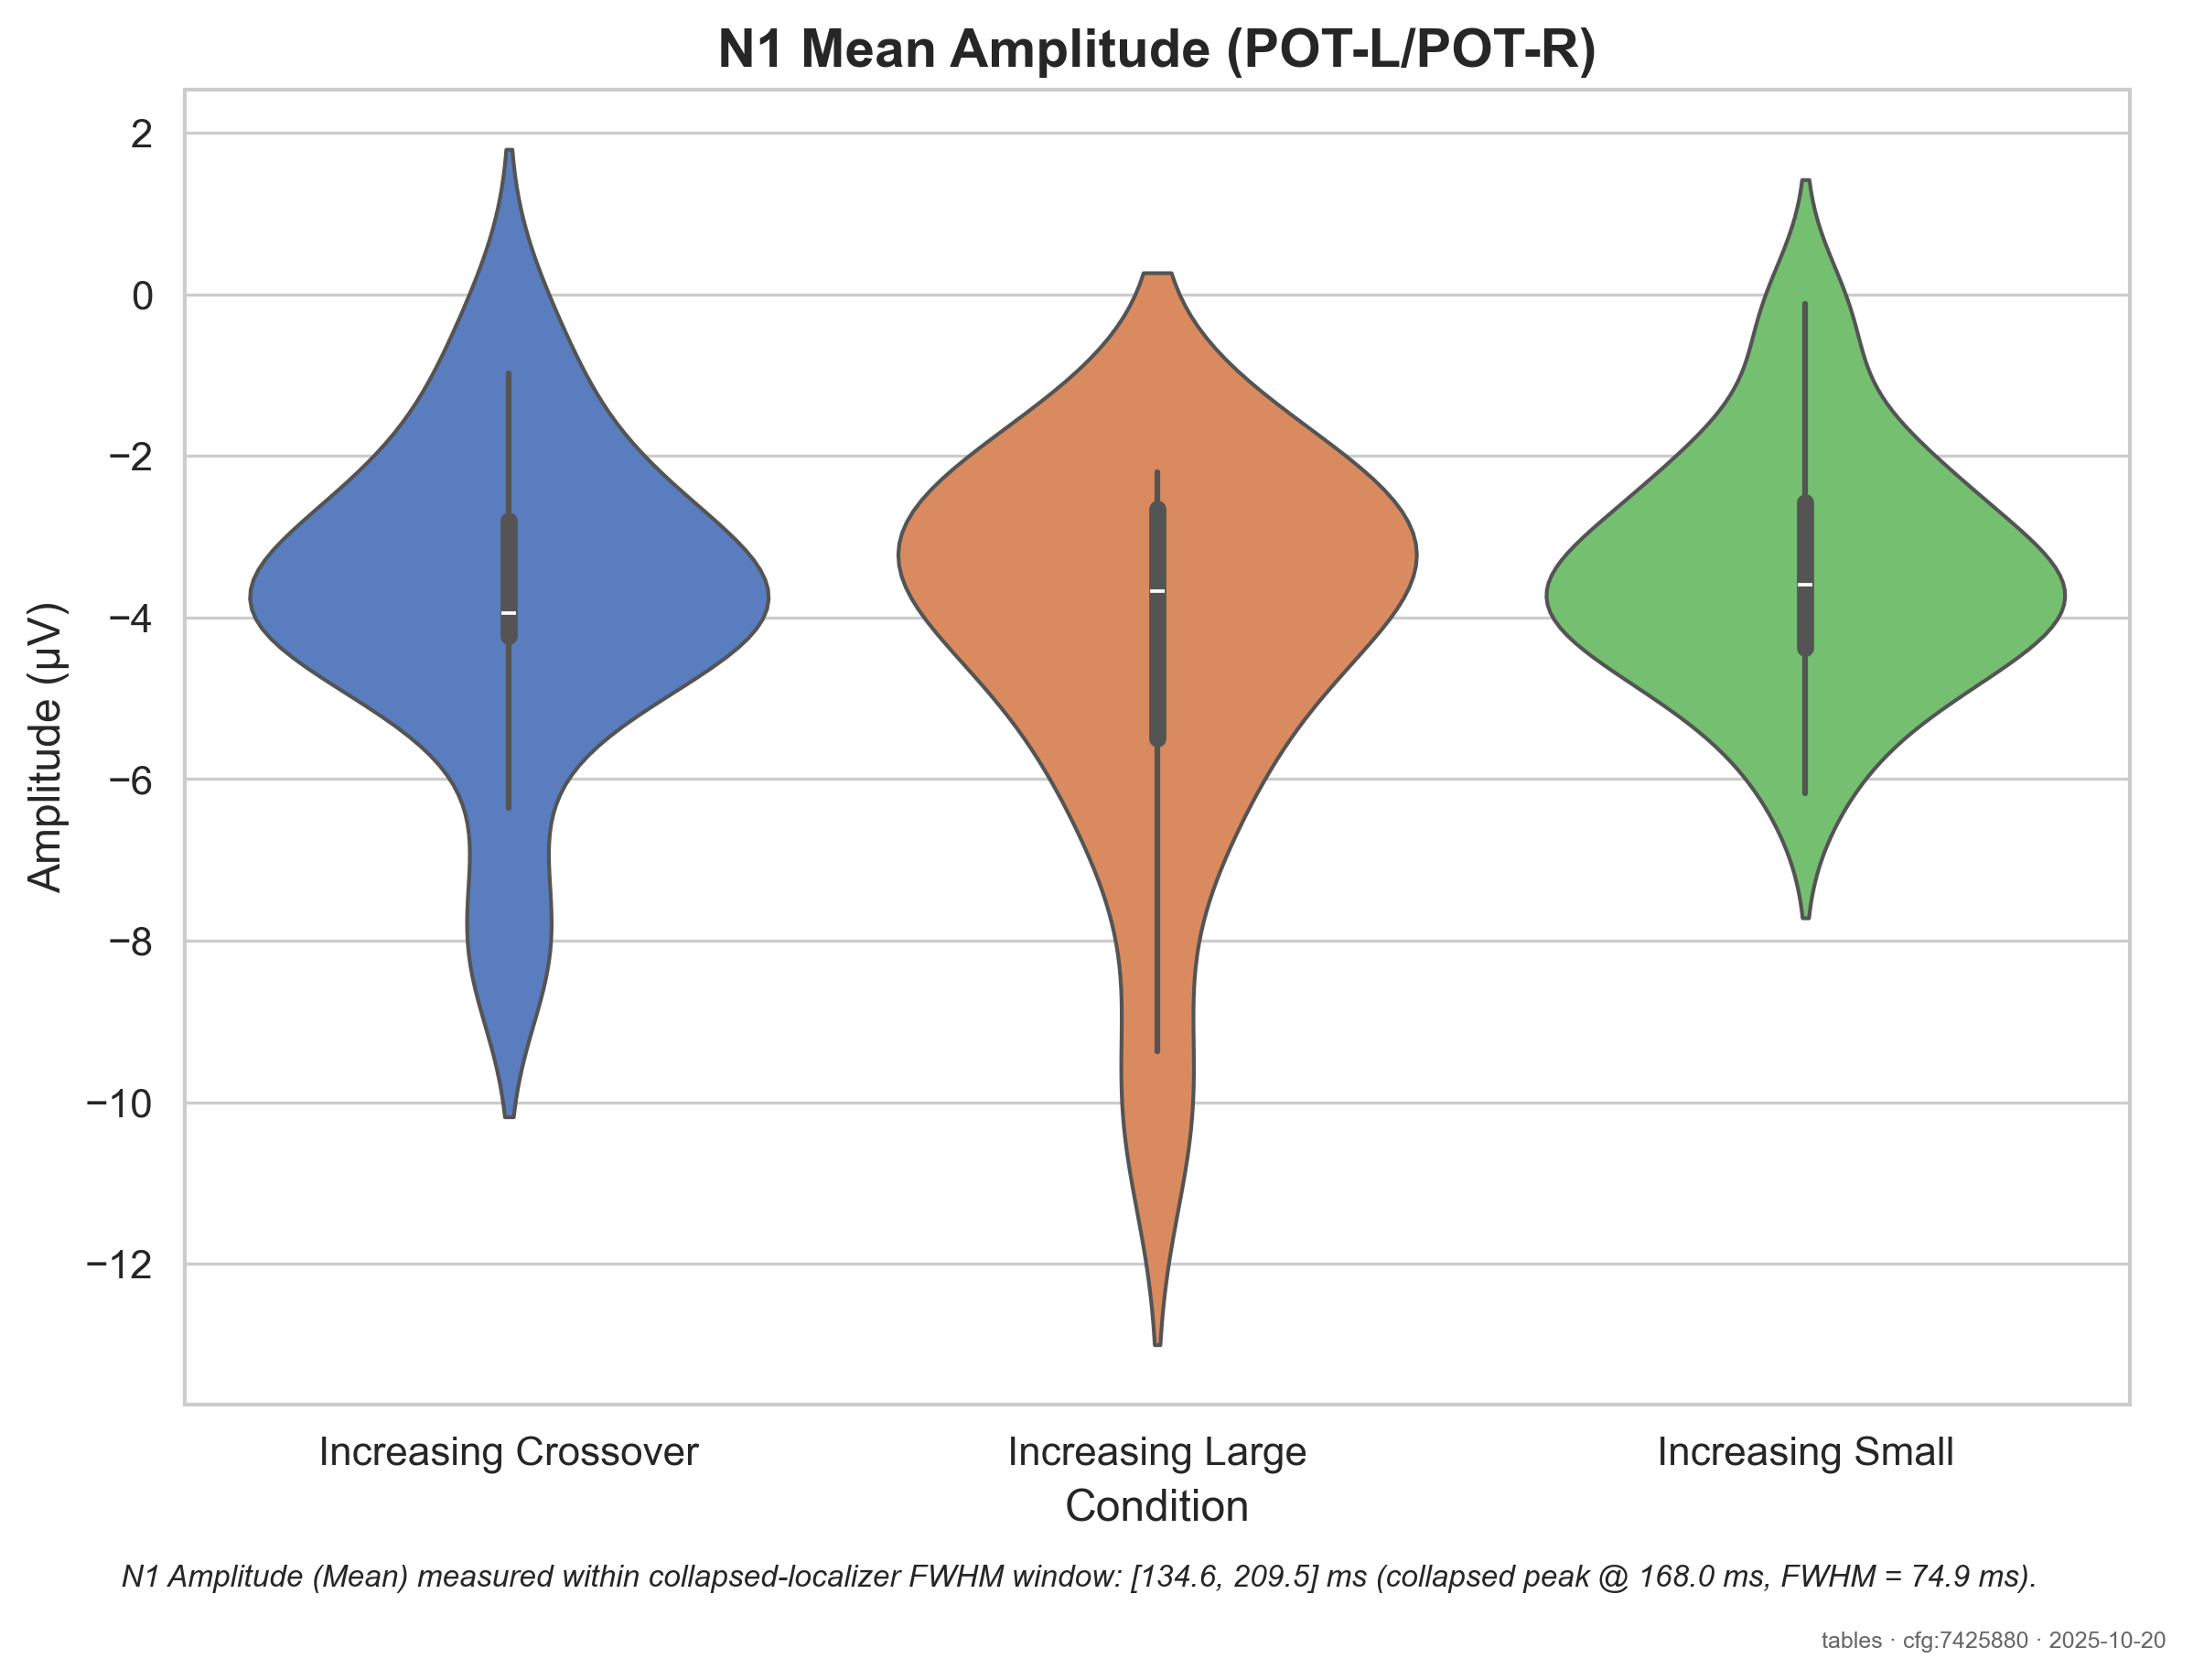 N1 Mean Amplitude (POT-L/POT-R)
2
0
−2
−4
−6
−8
−10
−12
Amplitude (µV)
Increasing Crossover
Increasing Large
Increasing Small
Condition
N1 Amplitude (Mean) measured within collapsed-localizer FWHM window: [134.6, 209.5] ms (collapsed peak @ 168.0 ms, FWHM = 74.9 ms).
tables · cfg:7425880 · 2025-10-20